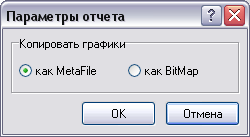 Параметры отчета
Копировать графики
как MetaFile
как BitMap
OK
Отмена